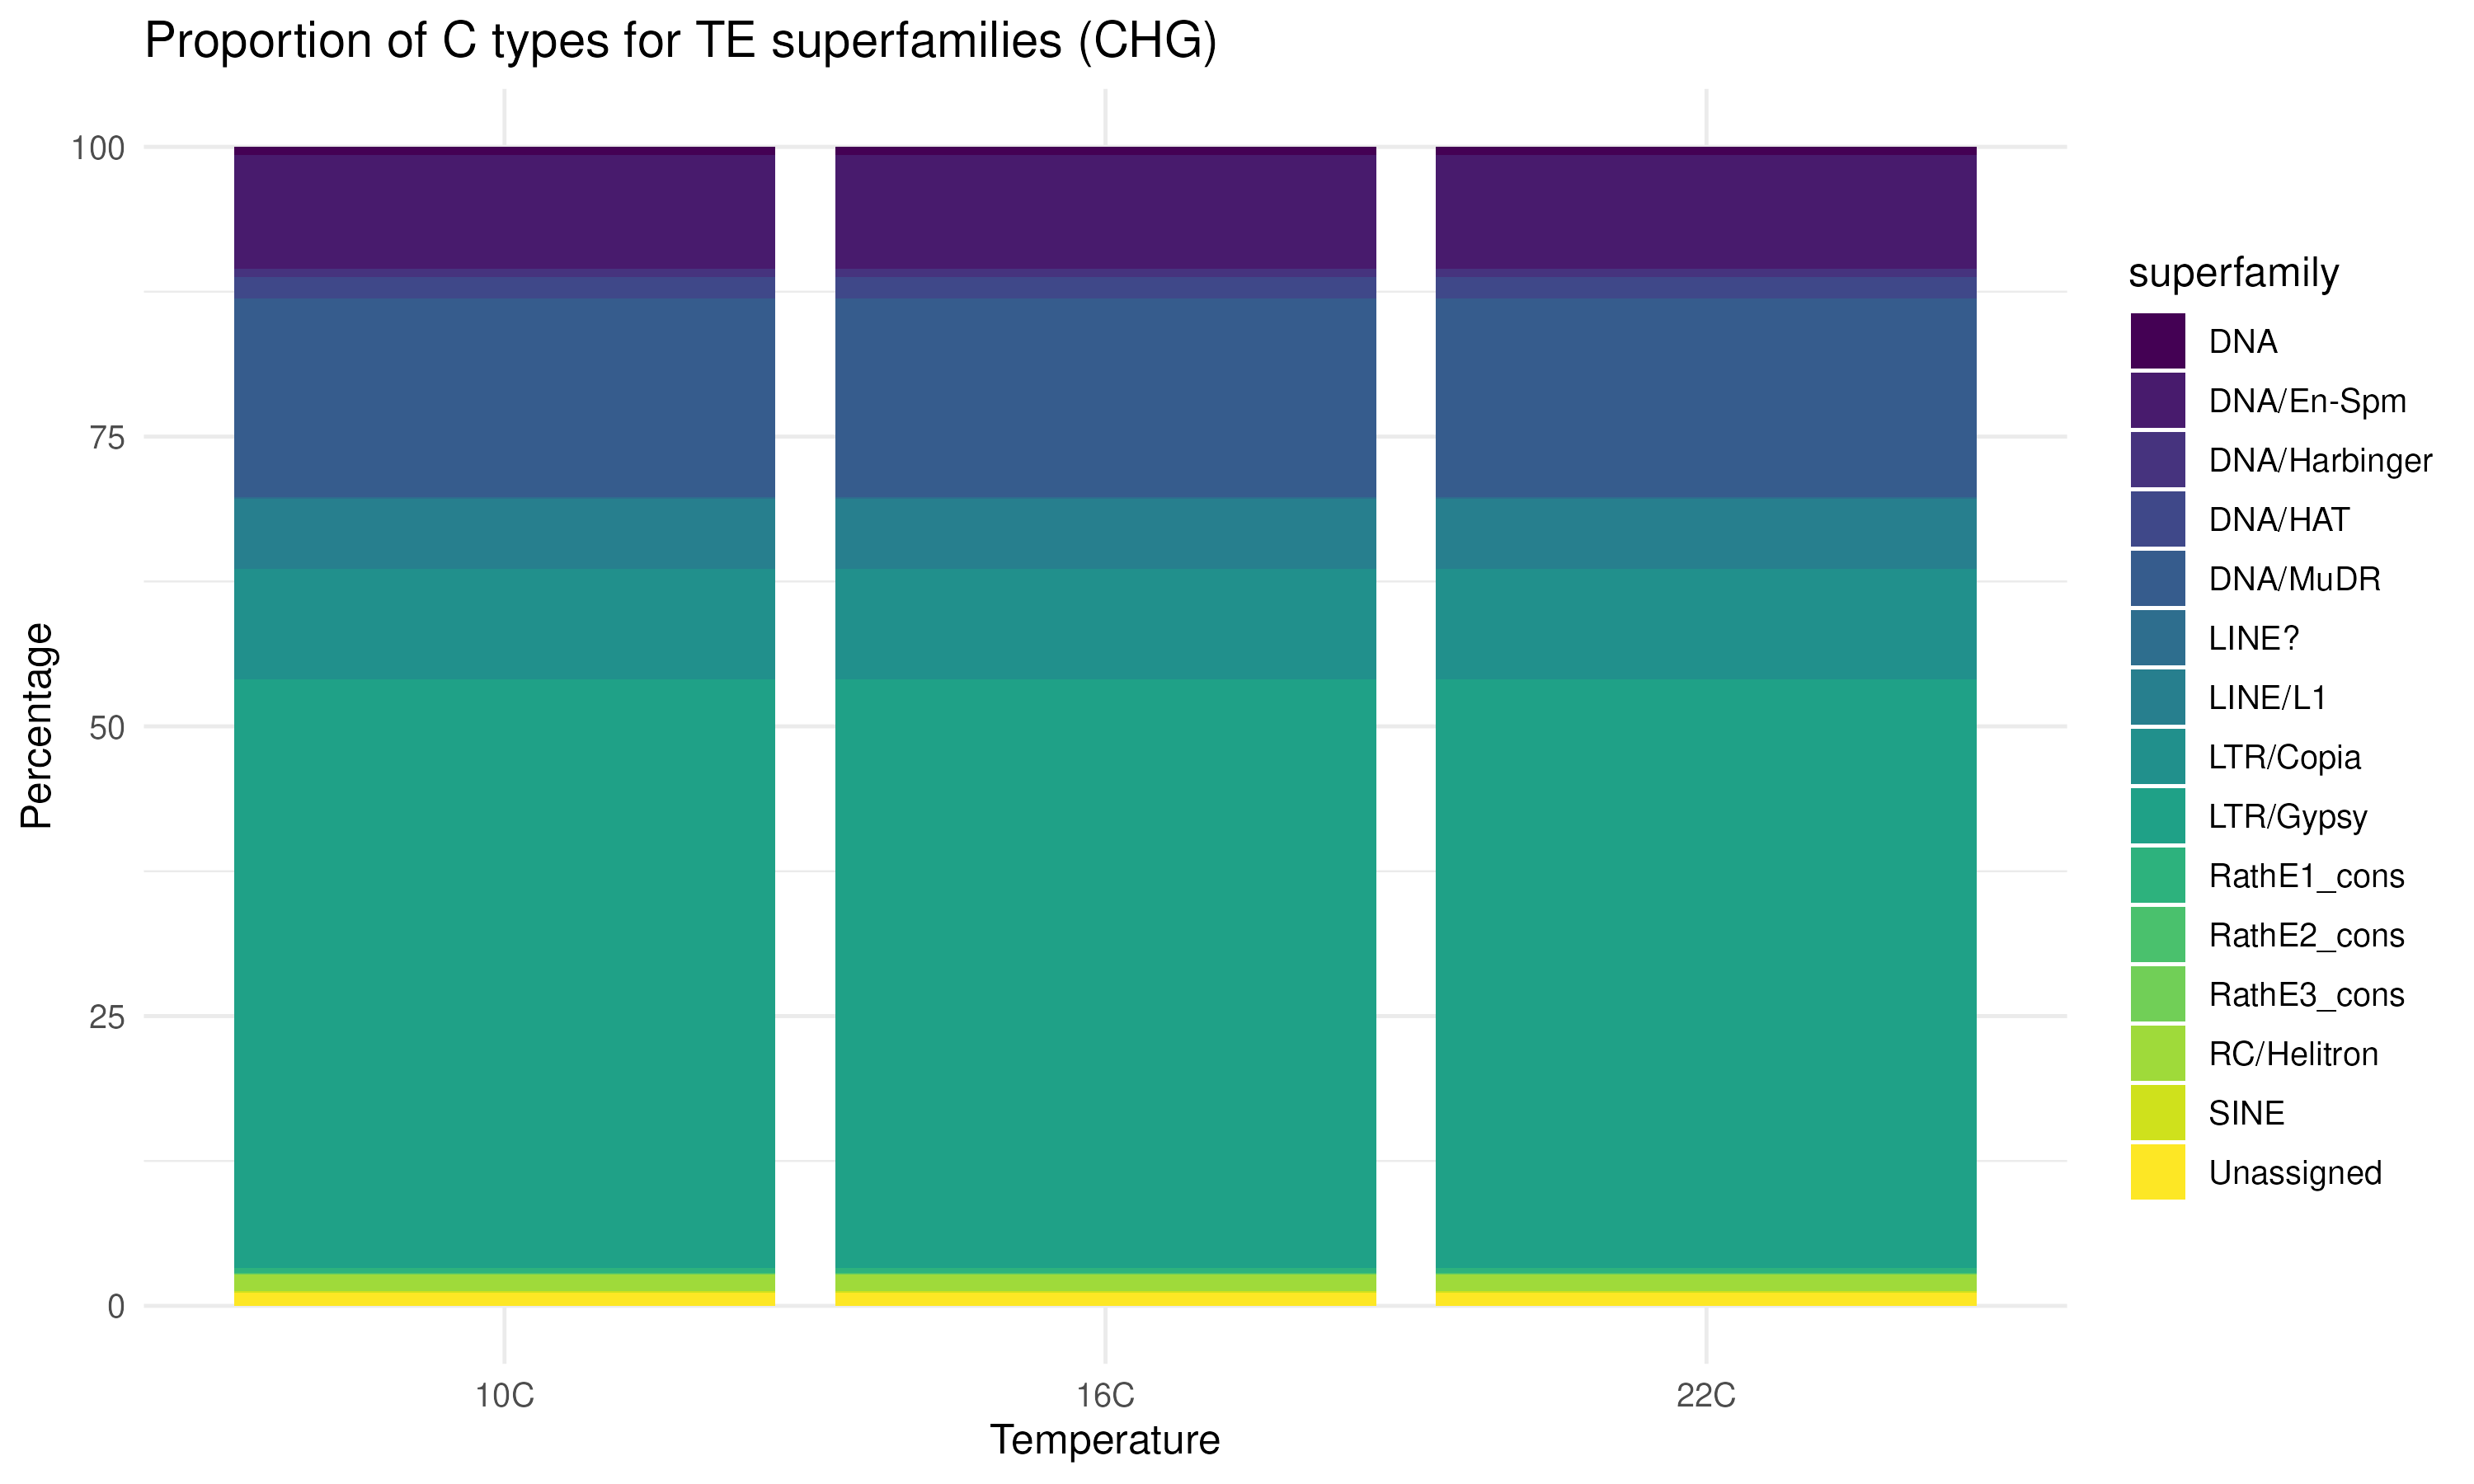 Proportion of C types for TE superfamilies (CHG)
100
75
50
25
0
Percentage
10C
16C
22C
Temperature
superfamily
DNA
DNA/En-Spm
DNA/Harbinger
DNA/HAT
DNA/MuDR
LINE?
LINE/L1
LTR/Copia
LTR/Gypsy
RathE1_cons
RathE2_cons
RathE3_cons
RC/Helitron
SINE
Unassigned